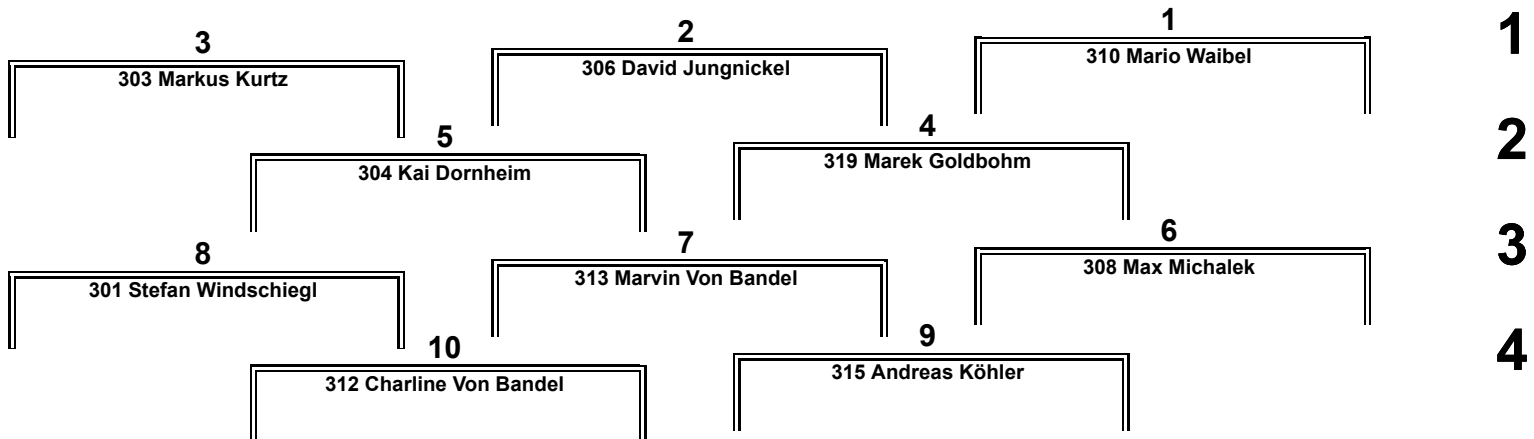 1
1
2
3
310 Mario Waibel
306 David Jungnickel
303 Markus Kurtz
2
4
5
319 Marek Goldbohm
304 Kai Dornheim
3
6
7
8
308 Max Michalek
313 Marvin Von Bandel
301 Stefan Windschiegl
4
9
10
315 Andreas Köhler
312 Charline Von Bandel